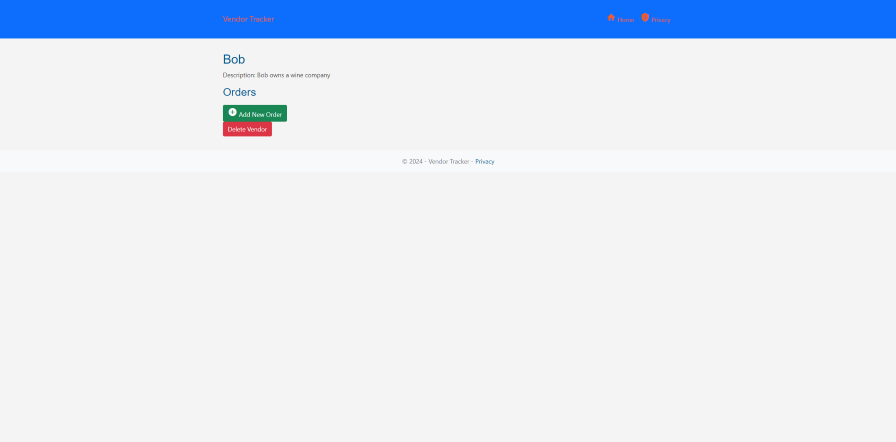 Vendor Tracker
Home Privacy
Bob
Description: Bob owns a wine company
Orders
Add New Order
Delete Vendor
© 2024 - Vendor Tracker - Privacy